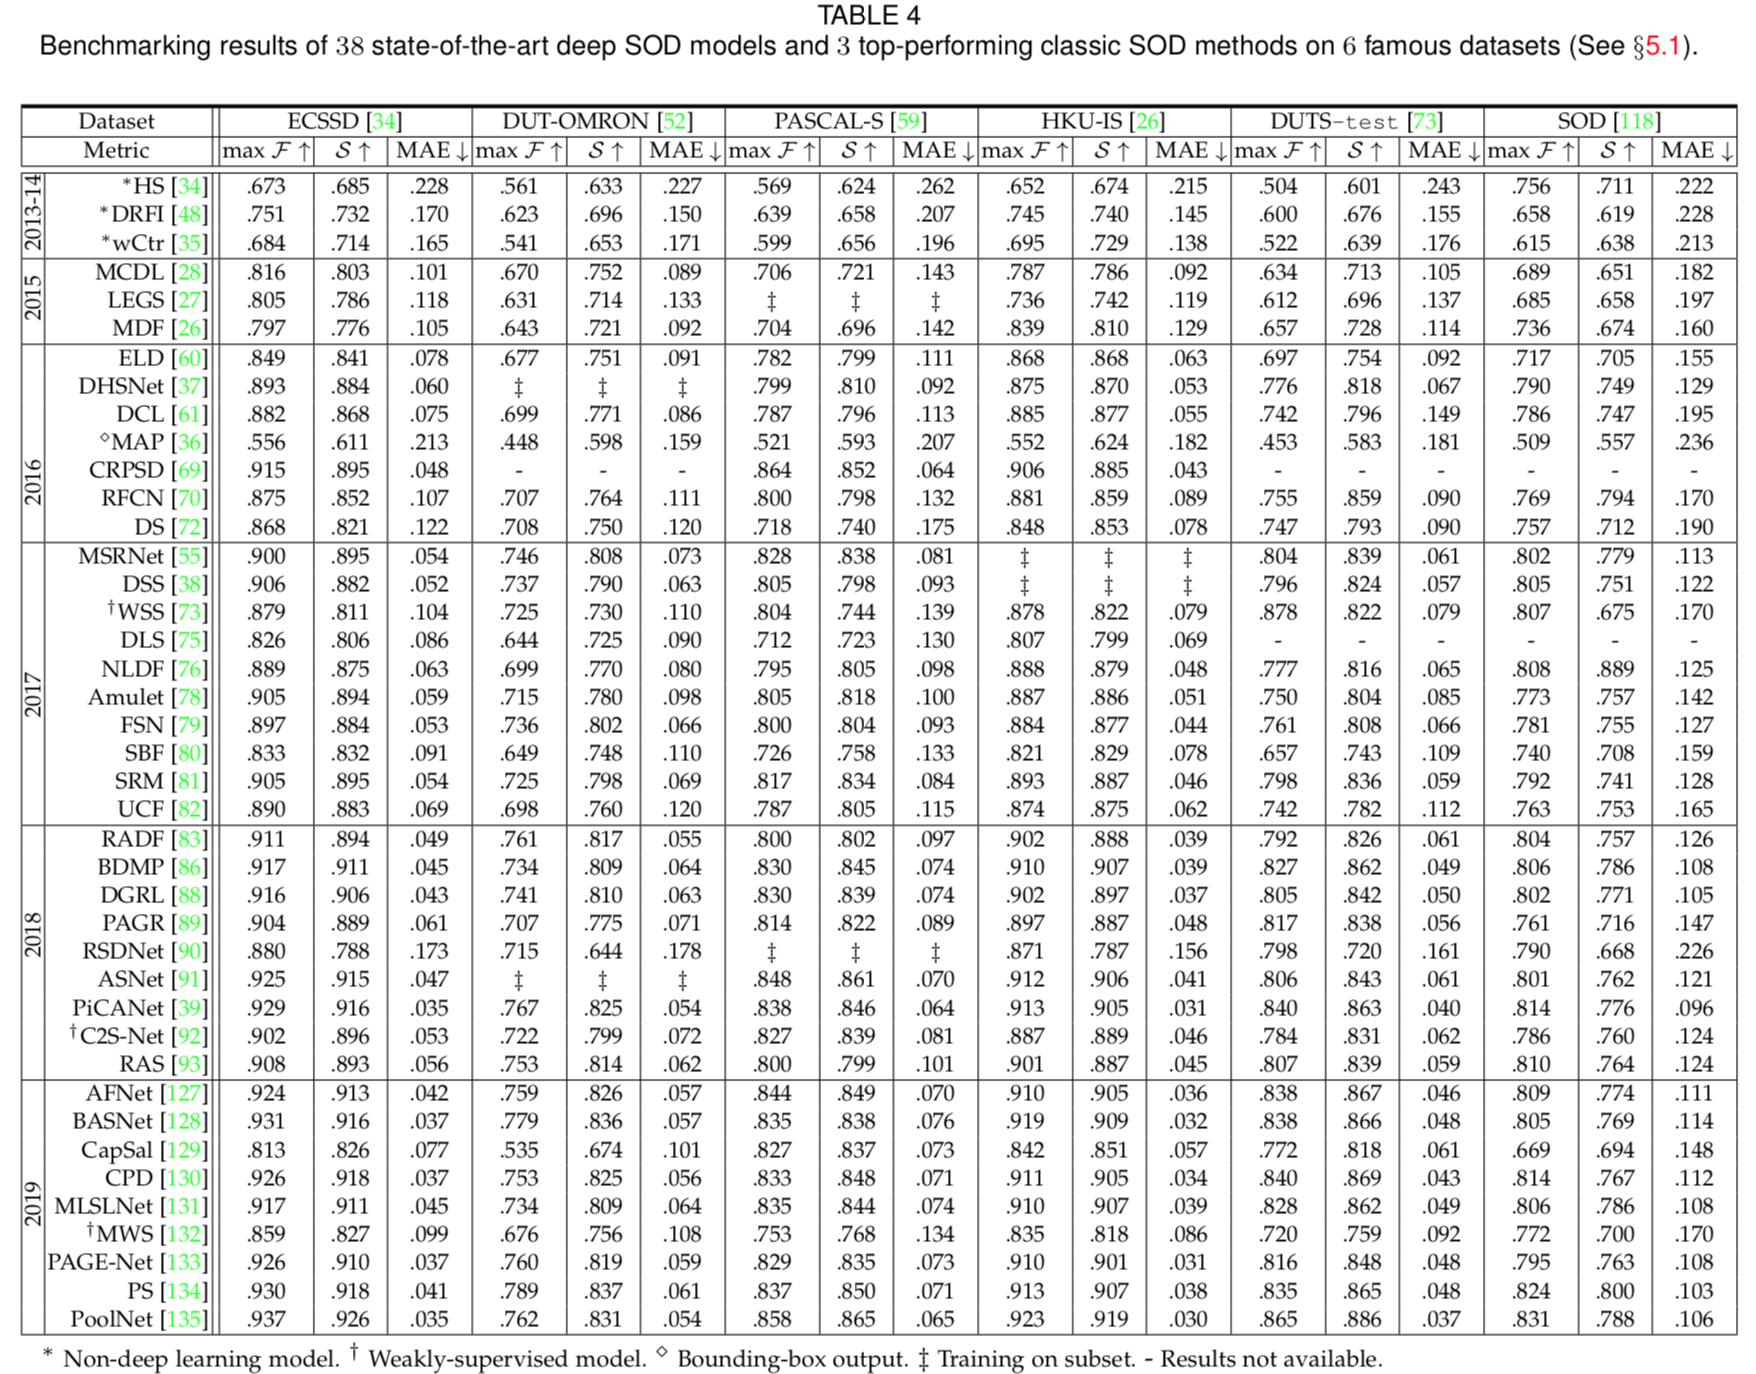 TABLE 4
Benchmarking results of 38 state-of-the-art deep SOD models and 3 top-performing classic SOD methods on 6 famous datasets (See §5.1).
Dataset ECSSD [34] DUT-OMRON [52] PASCAL-S [59] HKU-IS [26] DUTS-test [73] SOD [118]
Metric max F ↑ S ↑ MAE ↓ max F ↑ S ↑ MAE ↓ max F ↑ S ↑ MAE ↓ max F ↑ S ↑ MAE ↓ max F ↑ S ↑ MAE ↓ max F ↑ S ↑ MAE ↓
2013-14
*HS [34] .673 .685 .228 .561 .633 .227 .569 .624 .262 .652 .674 .215 .504 .601 .243 .756 .711 .222
*DRFI [48] .751 .732 .170 .623 .696 .150 .639 .658 .207 .745 .740 .145 .600 .676 .155 .658 .619 .228
*wCtr [35] .684 .714 .165 .541 .653 .171 .599 .656 .196 .695 .729 .138 .522 .639 .176 .615 .638 .213
2015
MCDL [28] .816 .803 .101 .670 .752 .089 .706 .721 .143 .787 .786 .092 .634 .713 .105 .689 .651 .182
LEGS [27] .805 .786 .118 .631 .714 .133 ‡ ‡ ‡ .736 .742 .119 .612 .696 .137 .685 .658 .197
MDF [26] .797 .776 .105 .643 .721 .092 .704 .696 .142 .839 .810 .129 .657 .728 .114 .736 .674 .160
2016
ELD [60] .849 .841 .078 .677 .751 .091 .782 .799 .111 .868 .868 .063 .697 .754 .092 .717 .705 .155
DHSNet [37] .893 .884 .060 ‡ ‡ ‡ .799 .810 .092 .875 .870 .053 .776 .818 .067 .790 .749 .129
DCL [61] .882 .868 .075 .699 .771 .086 .787 .796 .113 .885 .877 .055 .742 .796 .149 .786 .747 .195
◇MAP [36] .556 .611 .213 .448 .598 .159 .521 .593 .207 .552 .624 .182 .453 .583 .181 .509 .557 .236
CRPSD [69] .915 .895 .048 - - - .864 .852 .064 .906 .885 .043 - - - - - -
RFCN [70] .875 .852 .107 .707 .764 .111 .800 .798 .132 .881 .859 .089 .755 .859 .090 .769 .794 .170
DS [72] .868 .821 .122 .708 .750 .120 .718 .740 .175 .848 .853 .078 .747 .793 .090 .757 .712 .190
2017
MSRNet [55] .900 .895 .054 .746 .808 .073 .828 .838 .081 ‡ ‡ ‡ .804 .839 .061 .802 .779 .113
DSS [38] .906 .882 .052 .737 .790 .063 .805 .798 .093 ‡ ‡ ‡ .796 .824 .057 .805 .751 .122
†WSS [73] .879 .811 .104 .725 .730 .110 .804 .744 .139 .878 .822 .079 .878 .822 .079 .807 .675 .170
DLS [75] .826 .806 .086 .644 .725 .090 .712 .723 .130 .807 .799 .069 - - - - - -
NLDF [76] .889 .875 .063 .699 .770 .080 .795 .805 .098 .888 .879 .048 .777 .816 .065 .808 .889 .125
Amulet [78] .905 .894 .059 .715 .780 .098 .805 .818 .100 .887 .886 .051 .750 .804 .085 .773 .757 .142
FSN [79] .897 .884 .053 .736 .802 .066 .800 .804 .093 .884 .877 .044 .761 .808 .066 .781 .755 .127
SBF [80] .833 .832 .091 .649 .748 .110 .726 .758 .133 .821 .829 .078 .657 .743 .109 .740 .708 .159
SRM [81] .905 .895 .054 .725 .798 .069 .817 .834 .084 .893 .887 .046 .798 .836 .059 .792 .741 .128
UCF [82] .890 .883 .069 .698 .760 .120 .787 .805 .115 .874 .875 .062 .742 .782 .112 .763 .753 .165
2018
RADF [83] .911 .894 .049 .761 .817 .055 .800 .802 .097 .902 .888 .039 .792 .826 .061 .804 .757 .126
BDMP [86] .917 .911 .045 .734 .809 .064 .830 .845 .074 .910 .907 .039 .827 .862 .049 .806 .786 .108
DGRL [88] .916 .906 .043 .741 .810 .063 .830 .839 .074 .902 .897 .037 .805 .842 .050 .802 .771 .105
PAGR [89] .904 .889 .061 .707 .775 .071 .814 .822 .089 .897 .887 .048 .817 .838 .056 .761 .716 .147
RSDNet [90] .880 .788 .173 .715 .644 .178 ‡ ‡ ‡ .871 .787 .156 .798 .720 .161 .790 .668 .226
ASNet [91] .925 .915 .047 ‡ ‡ ‡ .848 .861 .070 .912 .906 .041 .806 .843 .061 .801 .762 .121
PiCANet [39] .929 .916 .035 .767 .825 .054 .838 .846 .064 .913 .905 .031 .840 .863 .040 .814 .776 .096
†C2S-Net [92] .902 .896 .053 .722 .799 .072 .827 .839 .081 .887 .889 .046 .784 .831 .062 .786 .760 .124
RAS [93] .908 .893 .056 .753 .814 .062 .800 .799 .101 .901 .887 .045 .807 .839 .059 .810 .764 .124
2019
AFNet [127] .924 .913 .042 .759 .826 .057 .844 .849 .070 .910 .905 .036 .838 .867 .046 .809 .774 .111
BASNet [128] .931 .916 .037 .779 .836 .057 .835 .838 .076 .919 .909 .032 .838 .866 .048 .805 .769 .114
CapSal [129] .813 .826 .077 .535 .674 .101 .827 .837 .073 .842 .851 .057 .772 .818 .061 .669 .694 .148
CPD [130] .926 .918 .037 .753 .825 .056 .833 .848 .071 .911 .905 .034 .840 .869 .043 .814 .767 .112
MLSLNet [131] .917 .911 .045 .734 .809 .064 .835 .844 .074 .910 .907 .039 .828 .862 .049 .806 .786 .108
†MWS [132] .859 .827 .099 .676 .756 .108 .753 .768 .134 .835 .818 .086 .720 .759 .092 .772 .700 .170
PAGE-Net [133] .926 .910 .037 .760 .819 .059 .829 .835 .073 .910 .901 .031 .816 .848 .048 .795 .763 .108
PS [134] .930 .918 .041 .789 .837 .061 .837 .850 .071 .913 .907 .038 .835 .865 .048 .824 .800 .103
PoolNet [135] .937 .926 .035 .762 .831 .054 .858 .865 .065 .923 .919 .030 .865 .886 .037 .831 .788 .106
* Non-deep learning model. † Weakly-supervised model. ◇ Bounding-box output. ‡ Training on subset. - Results not available.